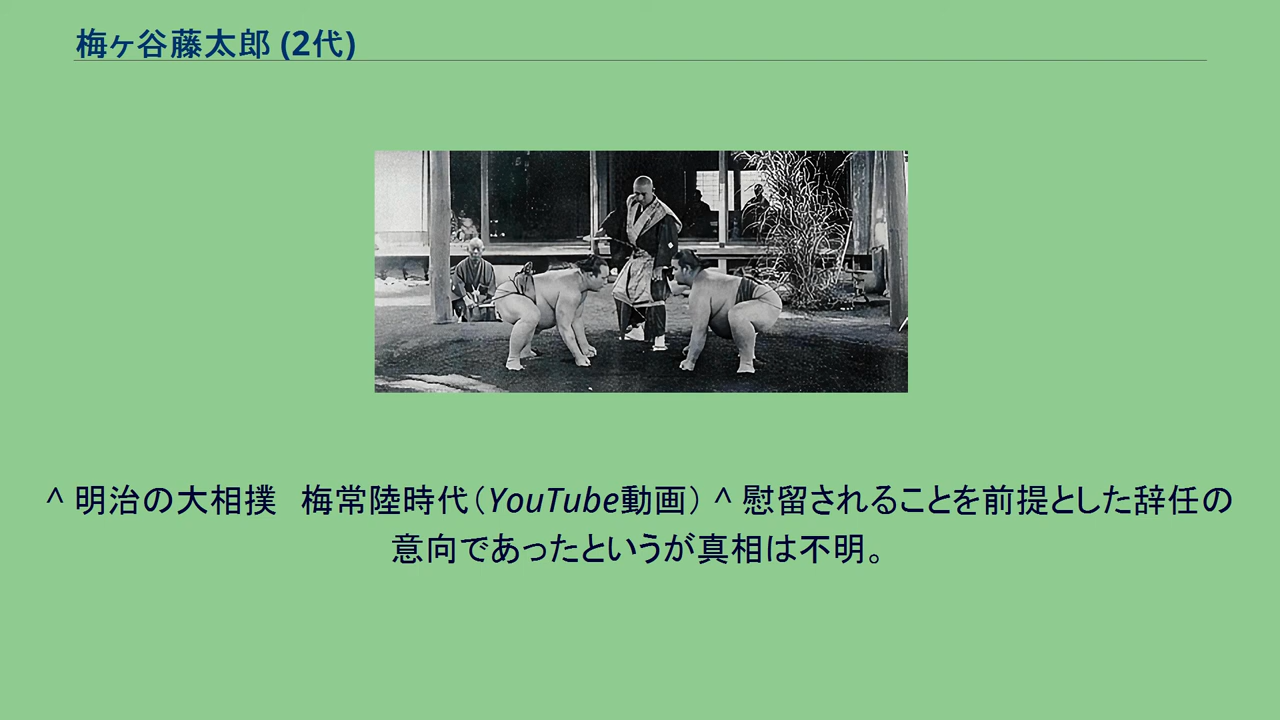 梅ヶ谷藤太郎 (2代)
^ 明治の大相撲　梅常陸時代（YouTube動画） ^ 慰留されることを前提とした辞任の
意向であったというが真相は不明。